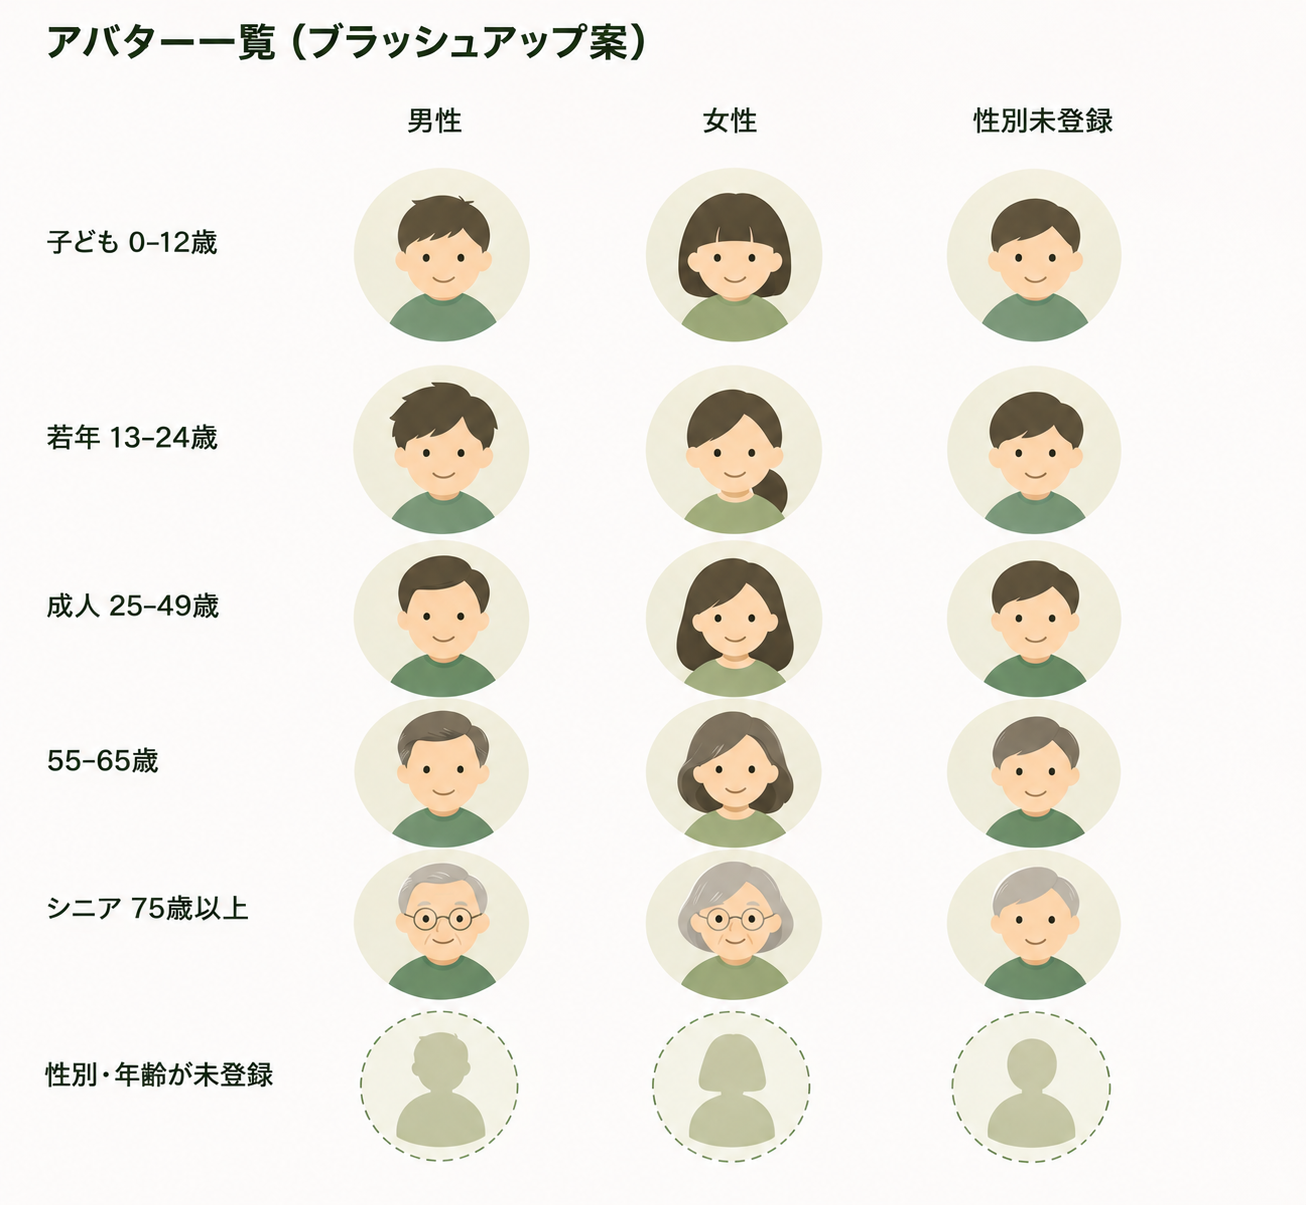 アバター一覧（ブラッシュアップ案）
男性 女性 性別未登録
子ども 0–12歳
若年 13–24歳
成人 25–49歳
55–65歳
シニア 75歳以上
性別・年齢が未登録